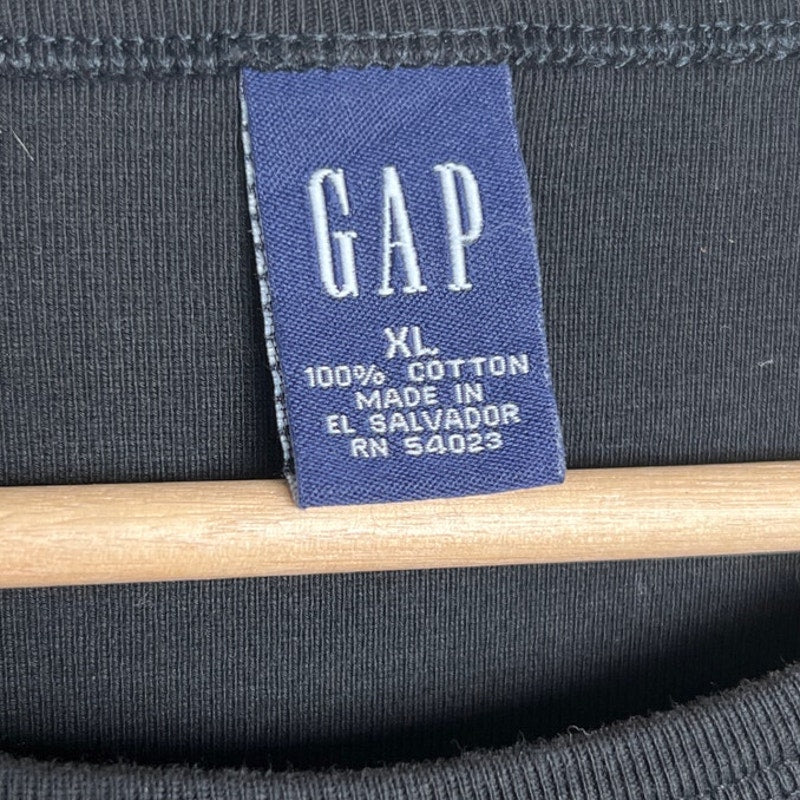 GAP
XL
100% COTTON
MADE IN
EL SALVADOR
RN 54023